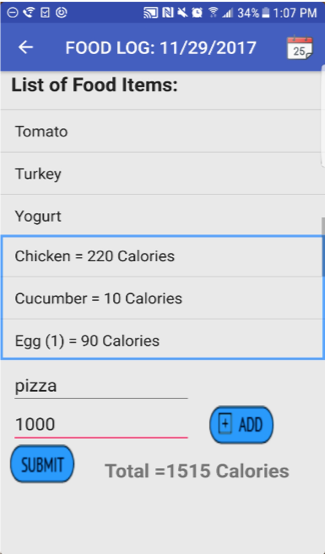 34% 1:07 PM
FOOD LOG: 11/29/2017
25
List of Food Items:
Tomato
Turkey
Yogurt
Chicken = 220 Calories
Cucumber = 10 Calories
Egg (1) = 90 Calories
pizza
1000
+ ADD
SUBMIT
Total =1515 Calories